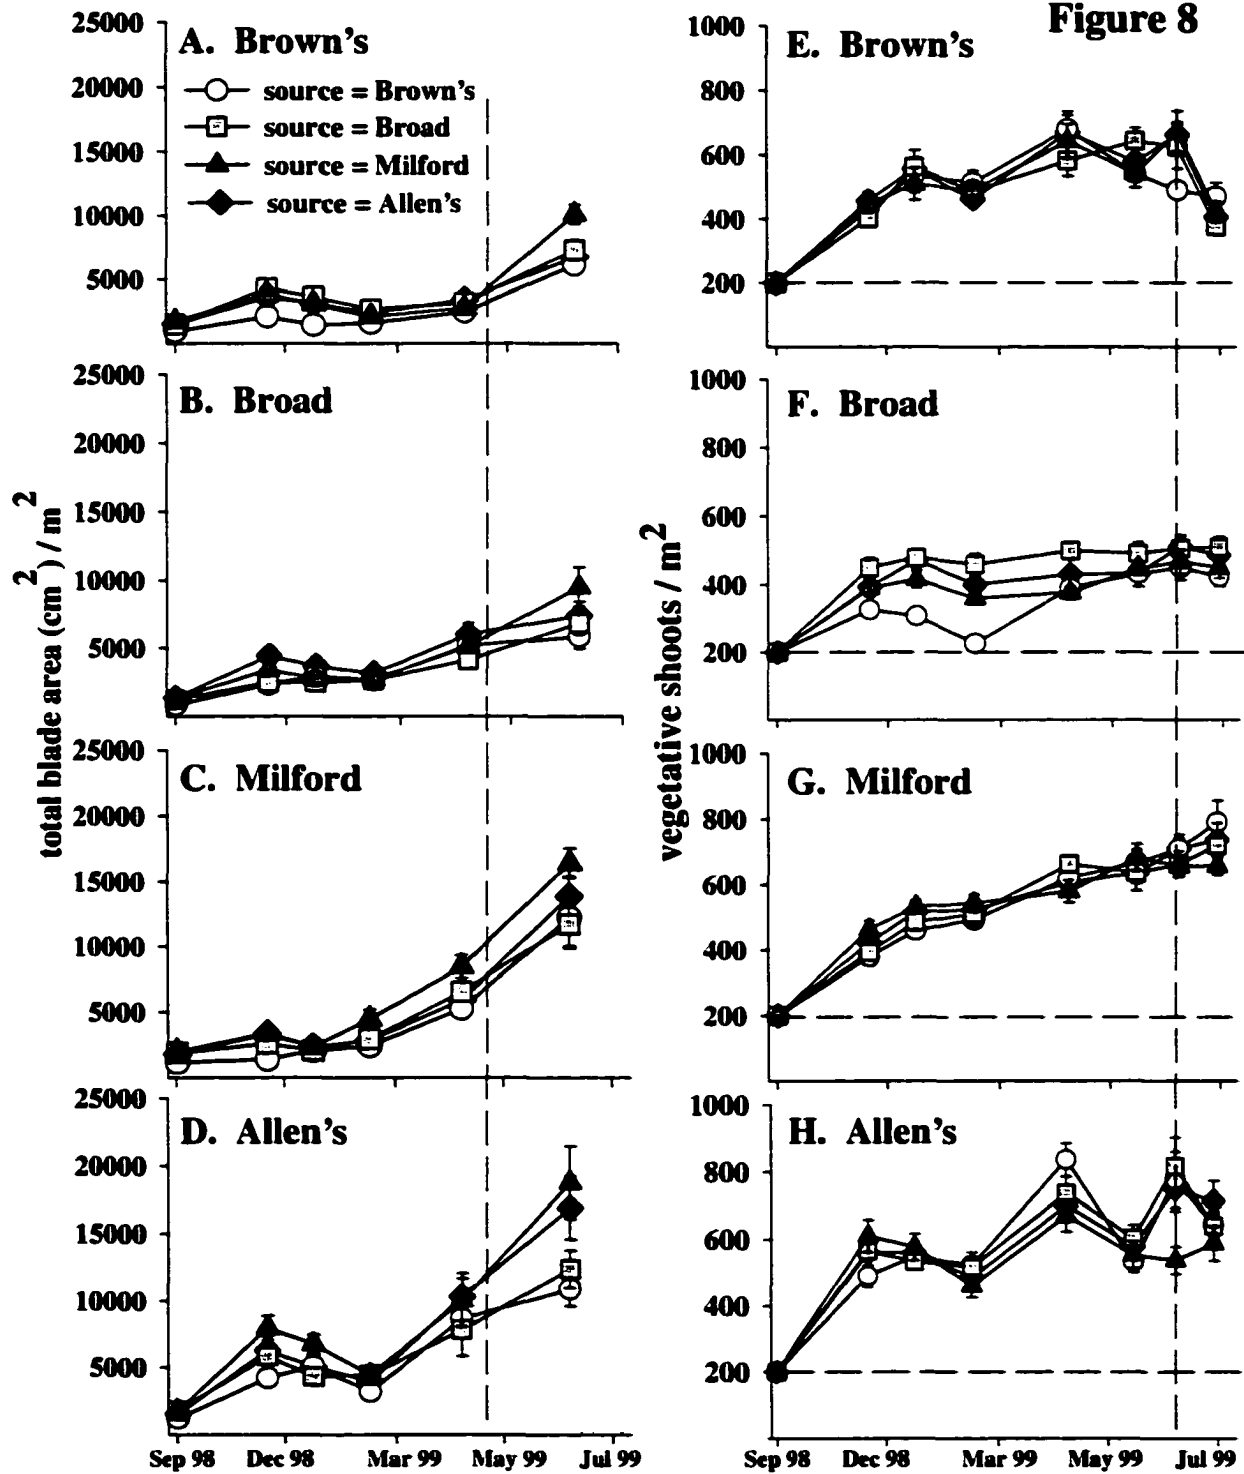 Figure 8
total blade area (cm2) / m2
25000
20000
15000
10000
5000
A. Brown's
source = Brown's
source = Broad
source = Milford
source = Allen's
25000
20000
15000
10000
5000
B. Broad
25000
20000
15000
10000
5000
C. Milford
25000
20000
15000
10000
5000
D. Allen's
Sep 98 Dec 98 Mar 99 May 99 Jul 99
vegetative shoots / m2
1000
800
600
400
200
E. Brown's
1000
800
600
400
200
F. Broad
1000
800
600
400
200
G. Milford
1000
800
600
400
200
H. Allen's
Sep 98 Dec 98 Mar 99 May 99 Jul 99